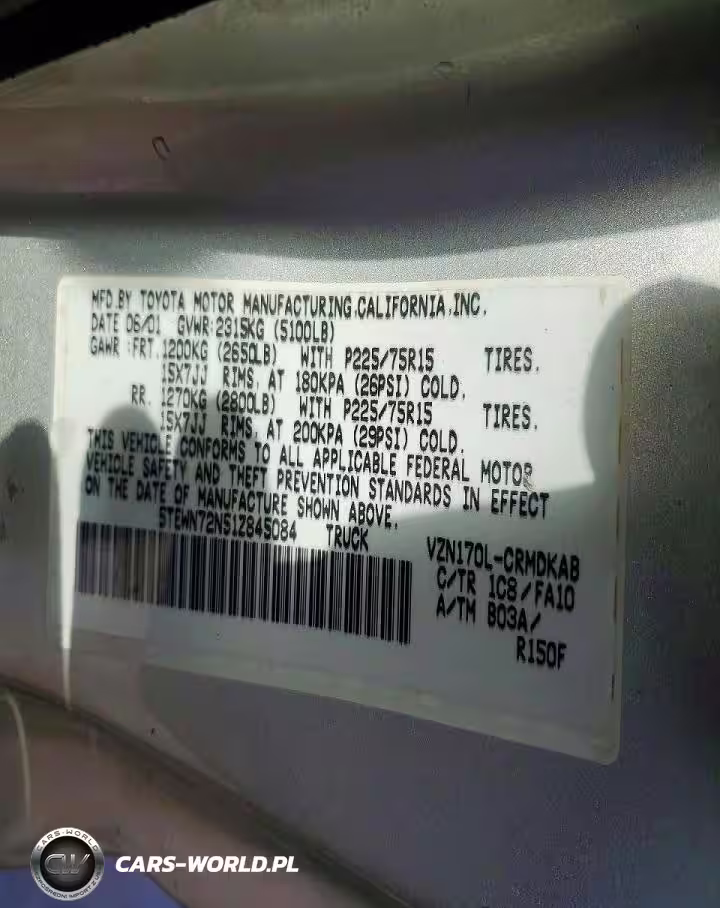 MFD.BY TOYOTA MOTOR MANUFACTURING.CALIFORNIA,INC.
DATE 06/01 GVWR:2315KG (5100LB)
GAWR :FRT. 1200KG (2650LB) WITH P225/75R15 TIRES.
15X7JJ RIMS, AT 180KPA (26PSI) COLD.
RR. 1270KG (2800LB) WITH P225/75R15 TIRES.
15X7JJ RIMS, AT 200KPA (29PSI) COLD.
THIS VEHICLE CONFORMS TO ALL APPLICABLE FEDERAL MOTOR
VEHICLE SAFETY AND THEFT PREVENTION STANDARDS IN EFFECT
ON THE DATE OF MANUFACTURE SHOWN ABOVE.
5TEWN72N51Z845084 TRUCK
VZN170L-CRMDKAB
C/TR 1C8/FA10
A/TM B03A/
R150F
CARS-WORLD
CW
CARS-WORLD.PL